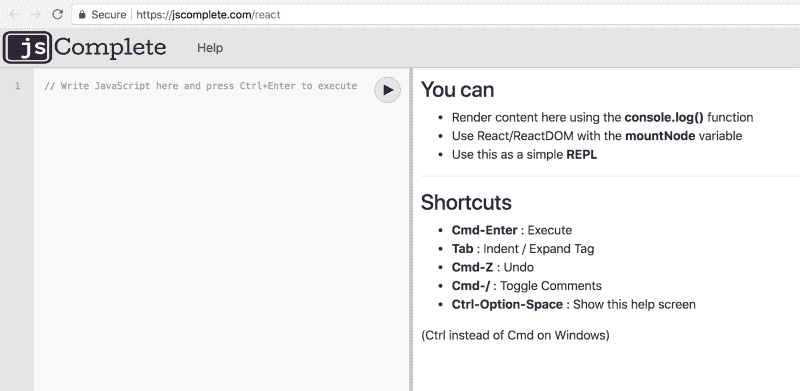 Secure https://jscomplete.com/react
jsComplete Help
1 // Write JavaScript here and press Ctrl+Enter to execute
You can
• Render content here using the console.log() function
• Use React/ReactDOM with the mountNode variable
• Use this as a simple REPL
Shortcuts
• Cmd-Enter : Execute
• Tab : Indent / Expand Tag
• Cmd-Z : Undo
• Cmd-/ : Toggle Comments
• Ctrl-Option-Space : Show this help screen
(Ctrl instead of Cmd on Windows)